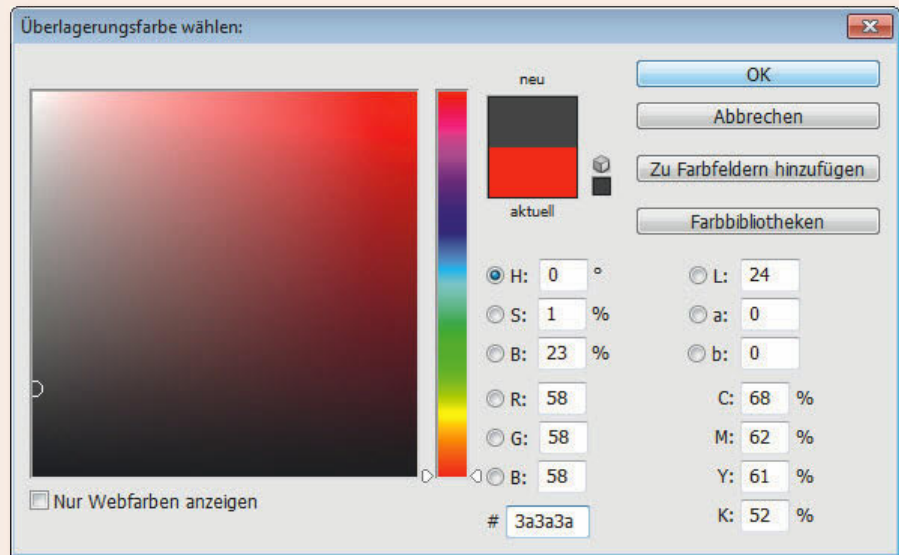 Überlagerungsfarbe wählen:
neu
aktuell
OK
Abbrechen
Zu Farbfeldern hinzufügen
Farbbibliotheken
H: 0 °
S: 1 %
B: 23 %
R: 58
G: 58
B: 58
# 3a3a3a
L: 24
a: 0
b: 0
C: 68 %
M: 62 %
Y: 61 %
K: 52 %
Nur Webfarben anzeigen